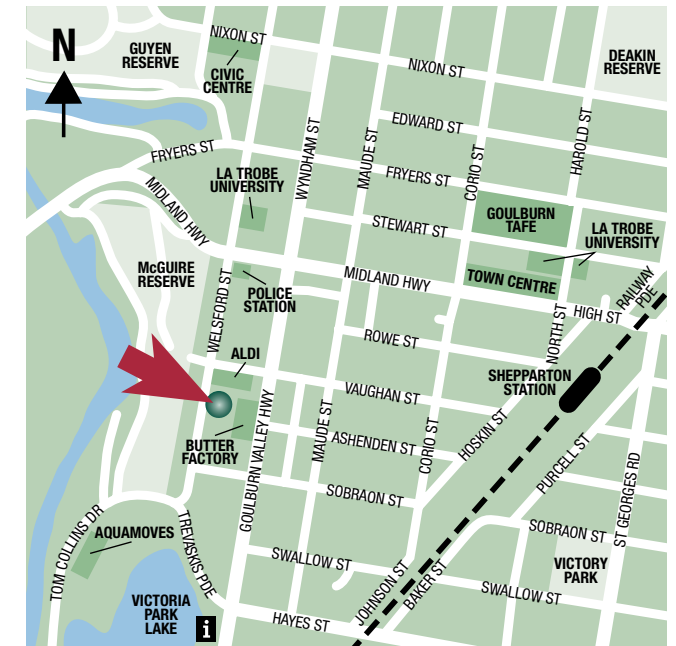 N
GUYEN
RESERVE
NIXON ST
CIVIC
CENTRE
NIXON ST
DEAKIN
RESERVE
EDWARD ST
FRYERS ST
FRYERS ST
WYNDHAM ST
MAUDE ST
CORIO ST
HAROLD ST
LA TROBE
UNIVERSITY
MIDLAND HWY
STEWART ST
GOULBURN
TAFE
LA TROBE
UNIVERSITY
McGUIRE
RESERVE
WELSFORD ST
POLICE
STATION
MIDLAND HWY
TOWN CENTRE
RAILWAY
PDE
HIGH ST
NORTH ST
ROWE ST
ALDI
SHEPPARTON
STATION
VAUGHAN ST
BUTTER
FACTORY
GOULBURN VALLEY HWY
MAUDE ST
ASHENDEN ST
CORIO ST
HOSKIN ST
PURCELL ST
ST GEORGES RD
SOBRAON ST
TOM COLLINS DR
AQUAMOVES
TREVASKIS PDE
SOBRAON ST
SWALLOW ST
VICTORY
PARK
JOHNSON ST
BAKER ST
SWALLOW ST
VICTORIA
PARK
LAKE
i
HAYES ST